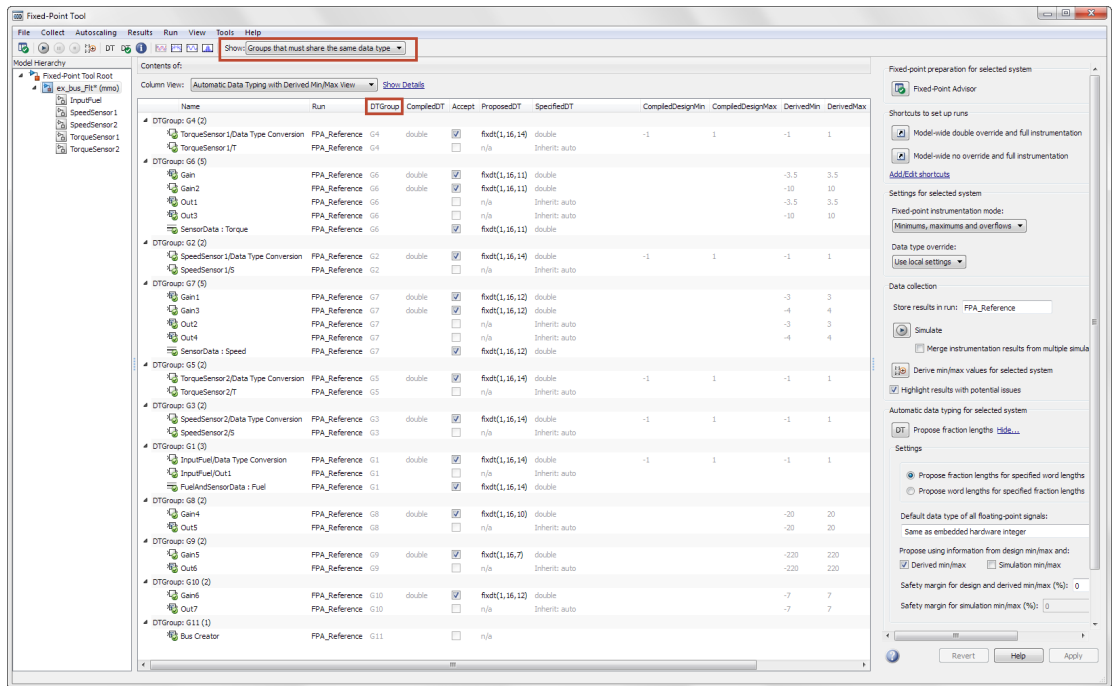 Fixed-Point Tool
File Collect Autoscaling Results Run View Tools Help
DT Show: Groups that must share the same data type
Model Hierarchy
Fixed-Point Tool Root
ex_bus_Flt* (mmo)
InputFuel
SpeedSensor1
SpeedSensor2
TorqueSensor1
TorqueSensor2
Contents of:
Column View: Automatic Data Typing with Derived Min/Max View Show Details
Name Run DTGroup CompiledDT Accept ProposedDT SpecifiedDT CompiledDesignMin CompiledDesignMax DerivedMin DerivedMax
DTGroup: G4 (2)
TorqueSensor1/Data Type Conversion FPA_Reference G4 double fixdt(1,16,14) double -1 1 -1 1
TorqueSensor1/T FPA_Reference G4 n/a Inherit: auto
DTGroup: G6 (5)
Gain FPA_Reference G6 double fixdt(1,16,11) double -3.5 3.5
Gain2 FPA_Reference G6 double fixdt(1,16,11) double -10 10
Out1 FPA_Reference G6 n/a Inherit: auto -3.5 3.5
Out3 FPA_Reference G6 n/a Inherit: auto -10 10
SensorData : Torque FPA_Reference G6 fixdt(1,16,11) double
DTGroup: G2 (2)
SpeedSensor1/Data Type Conversion FPA_Reference G2 double fixdt(1,16,14) double -1 1 -1 1
SpeedSensor1/S FPA_Reference G2 n/a Inherit: auto
DTGroup: G7 (5)
Gain1 FPA_Reference G7 double fixdt(1,16,12) double -3 3
Gain3 FPA_Reference G7 double fixdt(1,16,12) double -4 4
Out2 FPA_Reference G7 n/a Inherit: auto -3 3
Out4 FPA_Reference G7 n/a Inherit: auto -4 4
SensorData : Speed FPA_Reference G7 fixdt(1,16,12) double
DTGroup: G5 (2)
TorqueSensor2/Data Type Conversion FPA_Reference G5 double fixdt(1,16,14) double -1 1 -1 1
TorqueSensor2/T FPA_Reference G5 n/a Inherit: auto
DTGroup: G3 (2)
SpeedSensor2/Data Type Conversion FPA_Reference G3 double fixdt(1,16,14) double -1 1 -1 1
SpeedSensor2/S FPA_Reference G3 n/a Inherit: auto
DTGroup: G1 (3)
InputFuel/Data Type Conversion FPA_Reference G1 double fixdt(1,16,14) double -1 1 -1 1
InputFuel/Out1 FPA_Reference G1 n/a Inherit: auto
FuelAndSensorData : Fuel FPA_Reference G1 fixdt(1,16,14) double
DTGroup: G8 (2)
Gain4 FPA_Reference G8 double fixdt(1,16,10) double -20 20
Out5 FPA_Reference G8 n/a Inherit: auto -20 20
DTGroup: G9 (2)
Gain5 FPA_Reference G9 double fixdt(1,16,7) double -220 220
Out6 FPA_Reference G9 n/a Inherit: auto -220 220
DTGroup: G10 (2)
Gain6 FPA_Reference G10 double fixdt(1,16,12) double -7 7
Out7 FPA_Reference G10 n/a Inherit: auto -7 7
DTGroup: G11 (1)
Bus Creator FPA_Reference G11 n/a
Fixed-point preparation for selected system
Fixed-Point Advisor
Shortcuts to set up runs
Model-wide double override and full instrumentation
Model-wide no override and full instrumentation
Add/Edit shortcuts
Settings for selected system
Fixed-point instrumentation mode:
Minimums, maximums and overflows
Data type override:
Use local settings
Data collection
Store results in run: FPA_Reference
Simulate
Merge instrumentation results from multiple simula
Derive min/max values for selected system
Highlight results with potential issues
Automatic data typing for selected system
DT Propose fraction lengths Hide...
Settings
Propose fraction lengths for specified word lengths
Propose word lengths for specified fraction lengths
Default data type of all floating-point signals:
Same as embedded hardware integer
Propose using information from design min/max and:
Derived min/max Simulation min/max
Safety margin for design and derived min/max (%): 0
Safety margin for simulation min/max (%): 0
Revert Help Apply